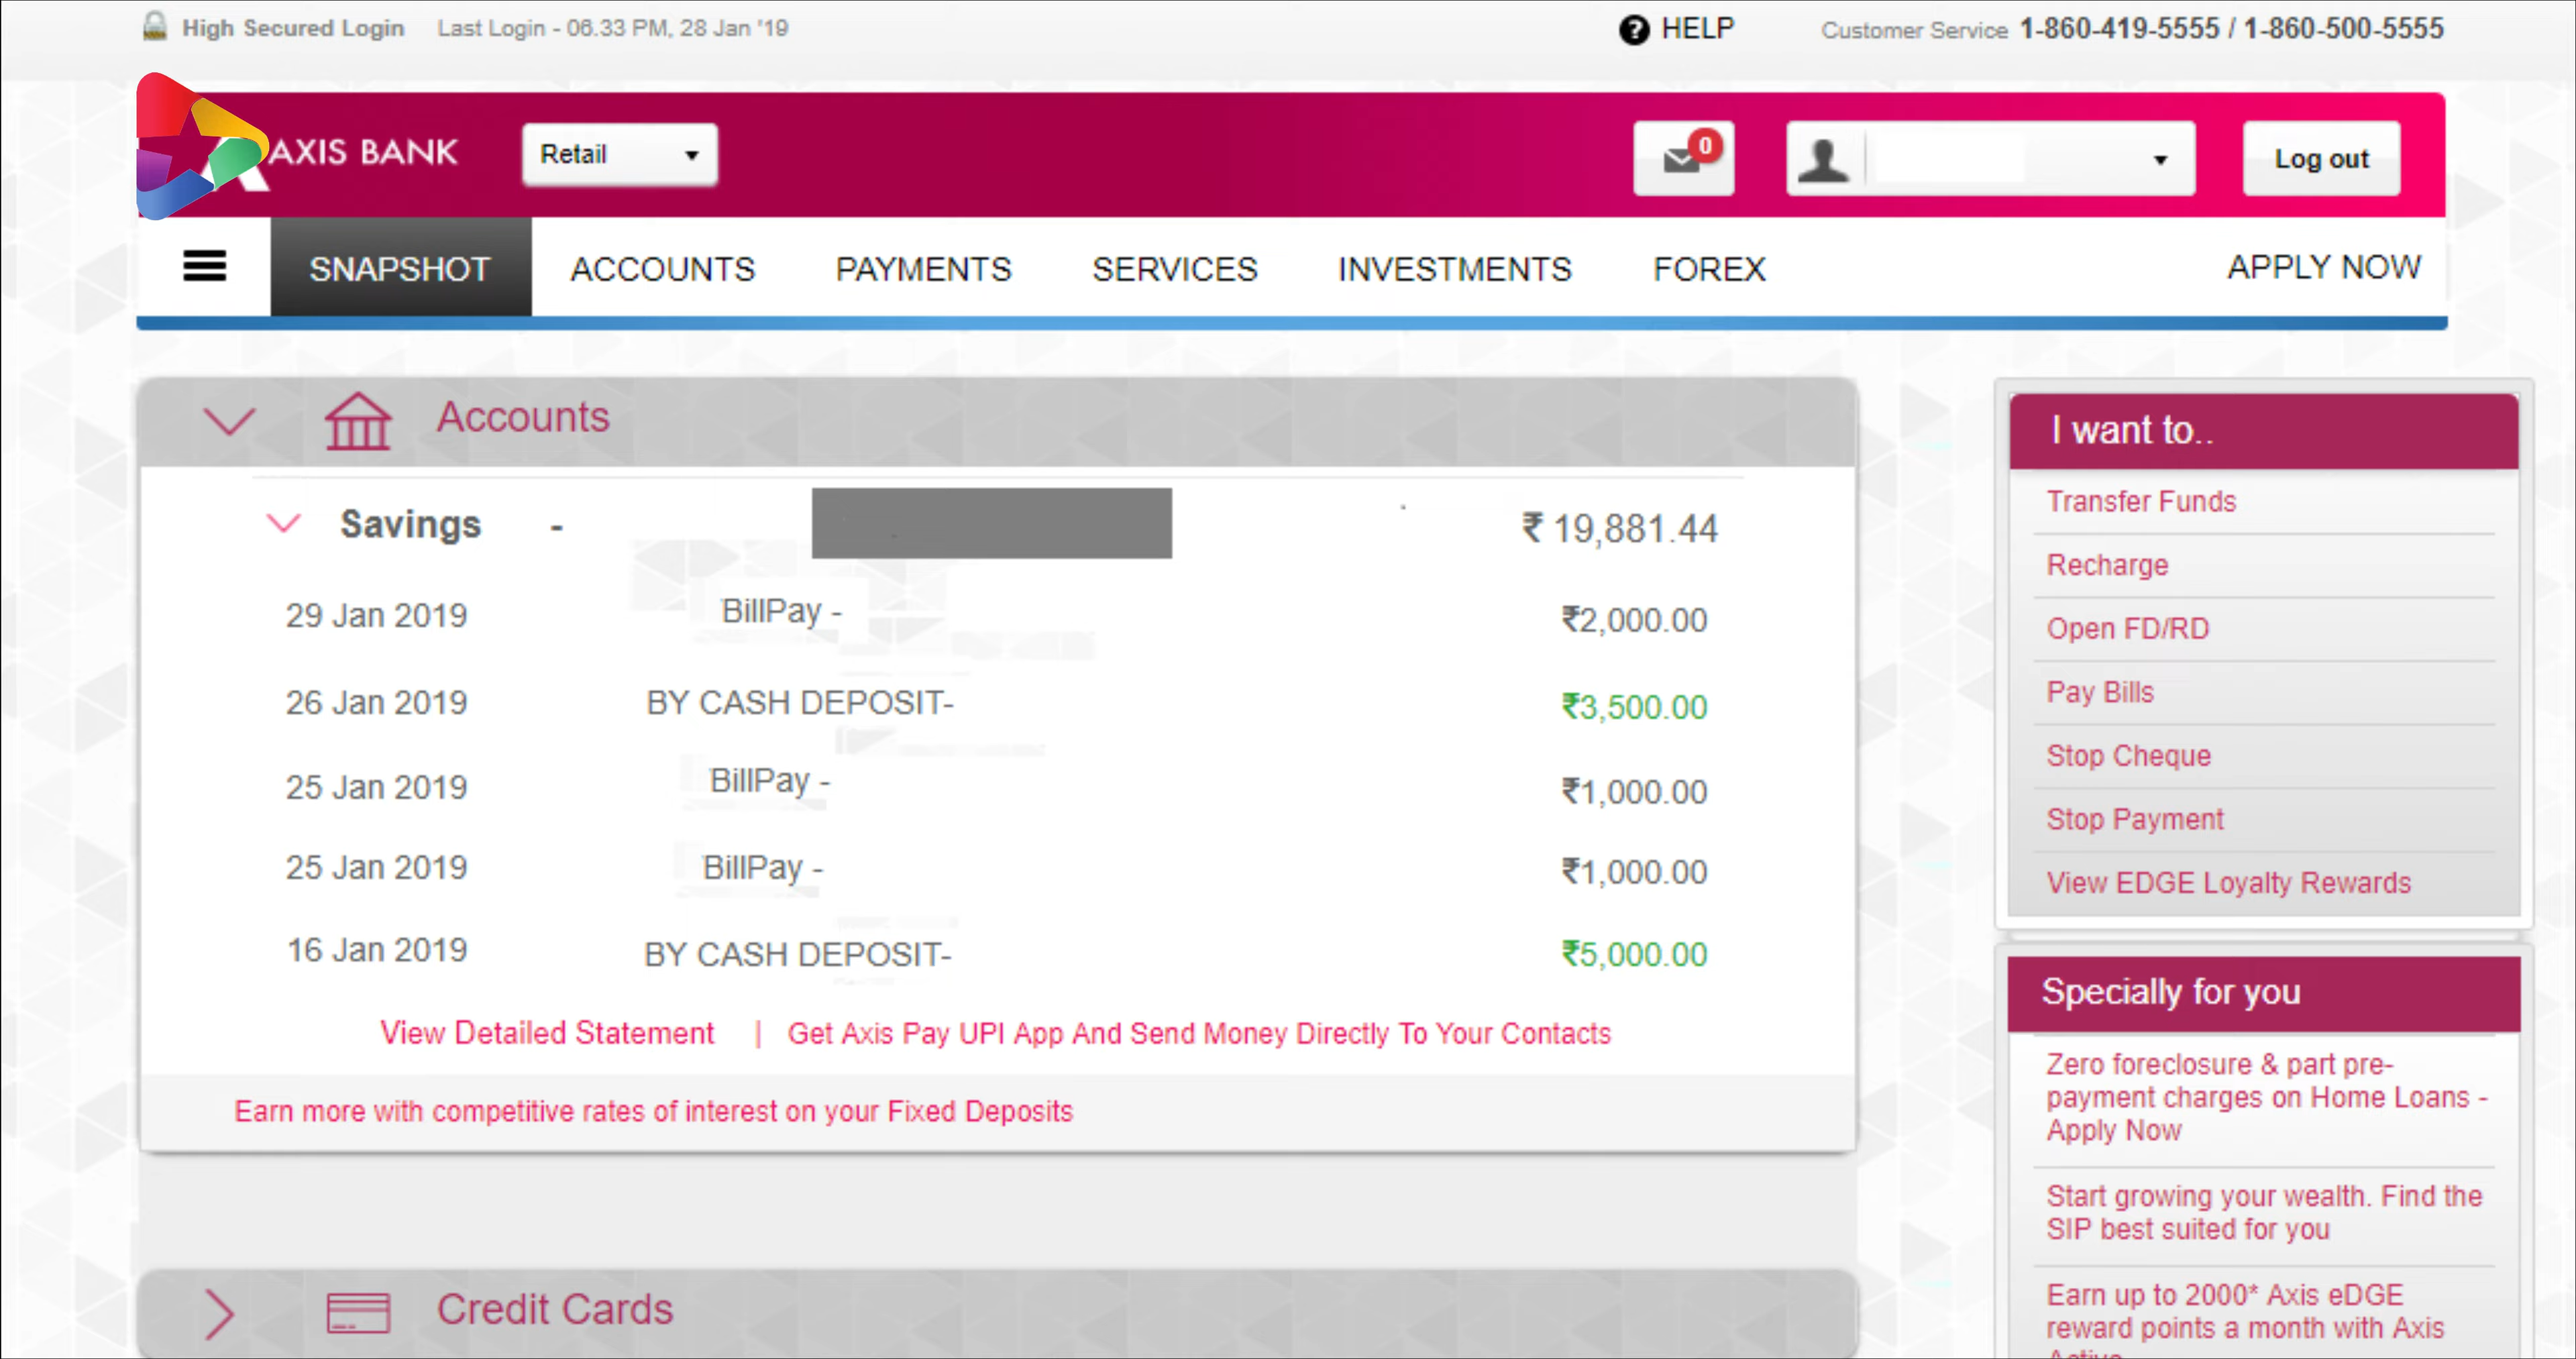 High Secured Login Last Login - 06.33 PM, 28 Jan '19 HELP Customer Service 1-860-419-5555 / 1-860-500-5555
AXIS BANK Retail 0 Log out
SNAPSHOT ACCOUNTS PAYMENTS SERVICES INVESTMENTS FOREX APPLY NOW
Accounts
Savings - ₹ 19,881.44
29 Jan 2019 BillPay - ₹2,000.00
26 Jan 2019 BY CASH DEPOSIT- ₹3,500.00
25 Jan 2019 BillPay - ₹1,000.00
25 Jan 2019 BillPay - ₹1,000.00
16 Jan 2019 BY CASH DEPOSIT- ₹5,000.00
View Detailed Statement | Get Axis Pay UPI App And Send Money Directly To Your Contacts
Earn more with competitive rates of interest on your Fixed Deposits
Credit Cards
I want to..
Transfer Funds
Recharge
Open FD/RD
Pay Bills
Stop Cheque
Stop Payment
View EDGE Loyalty Rewards
Specially for you
Zero foreclosure & part pre-
payment charges on Home Loans -
Apply Now
Start growing your wealth. Find the
SIP best suited for you
Earn up to 2000* Axis eDGE
reward points a month with Axis